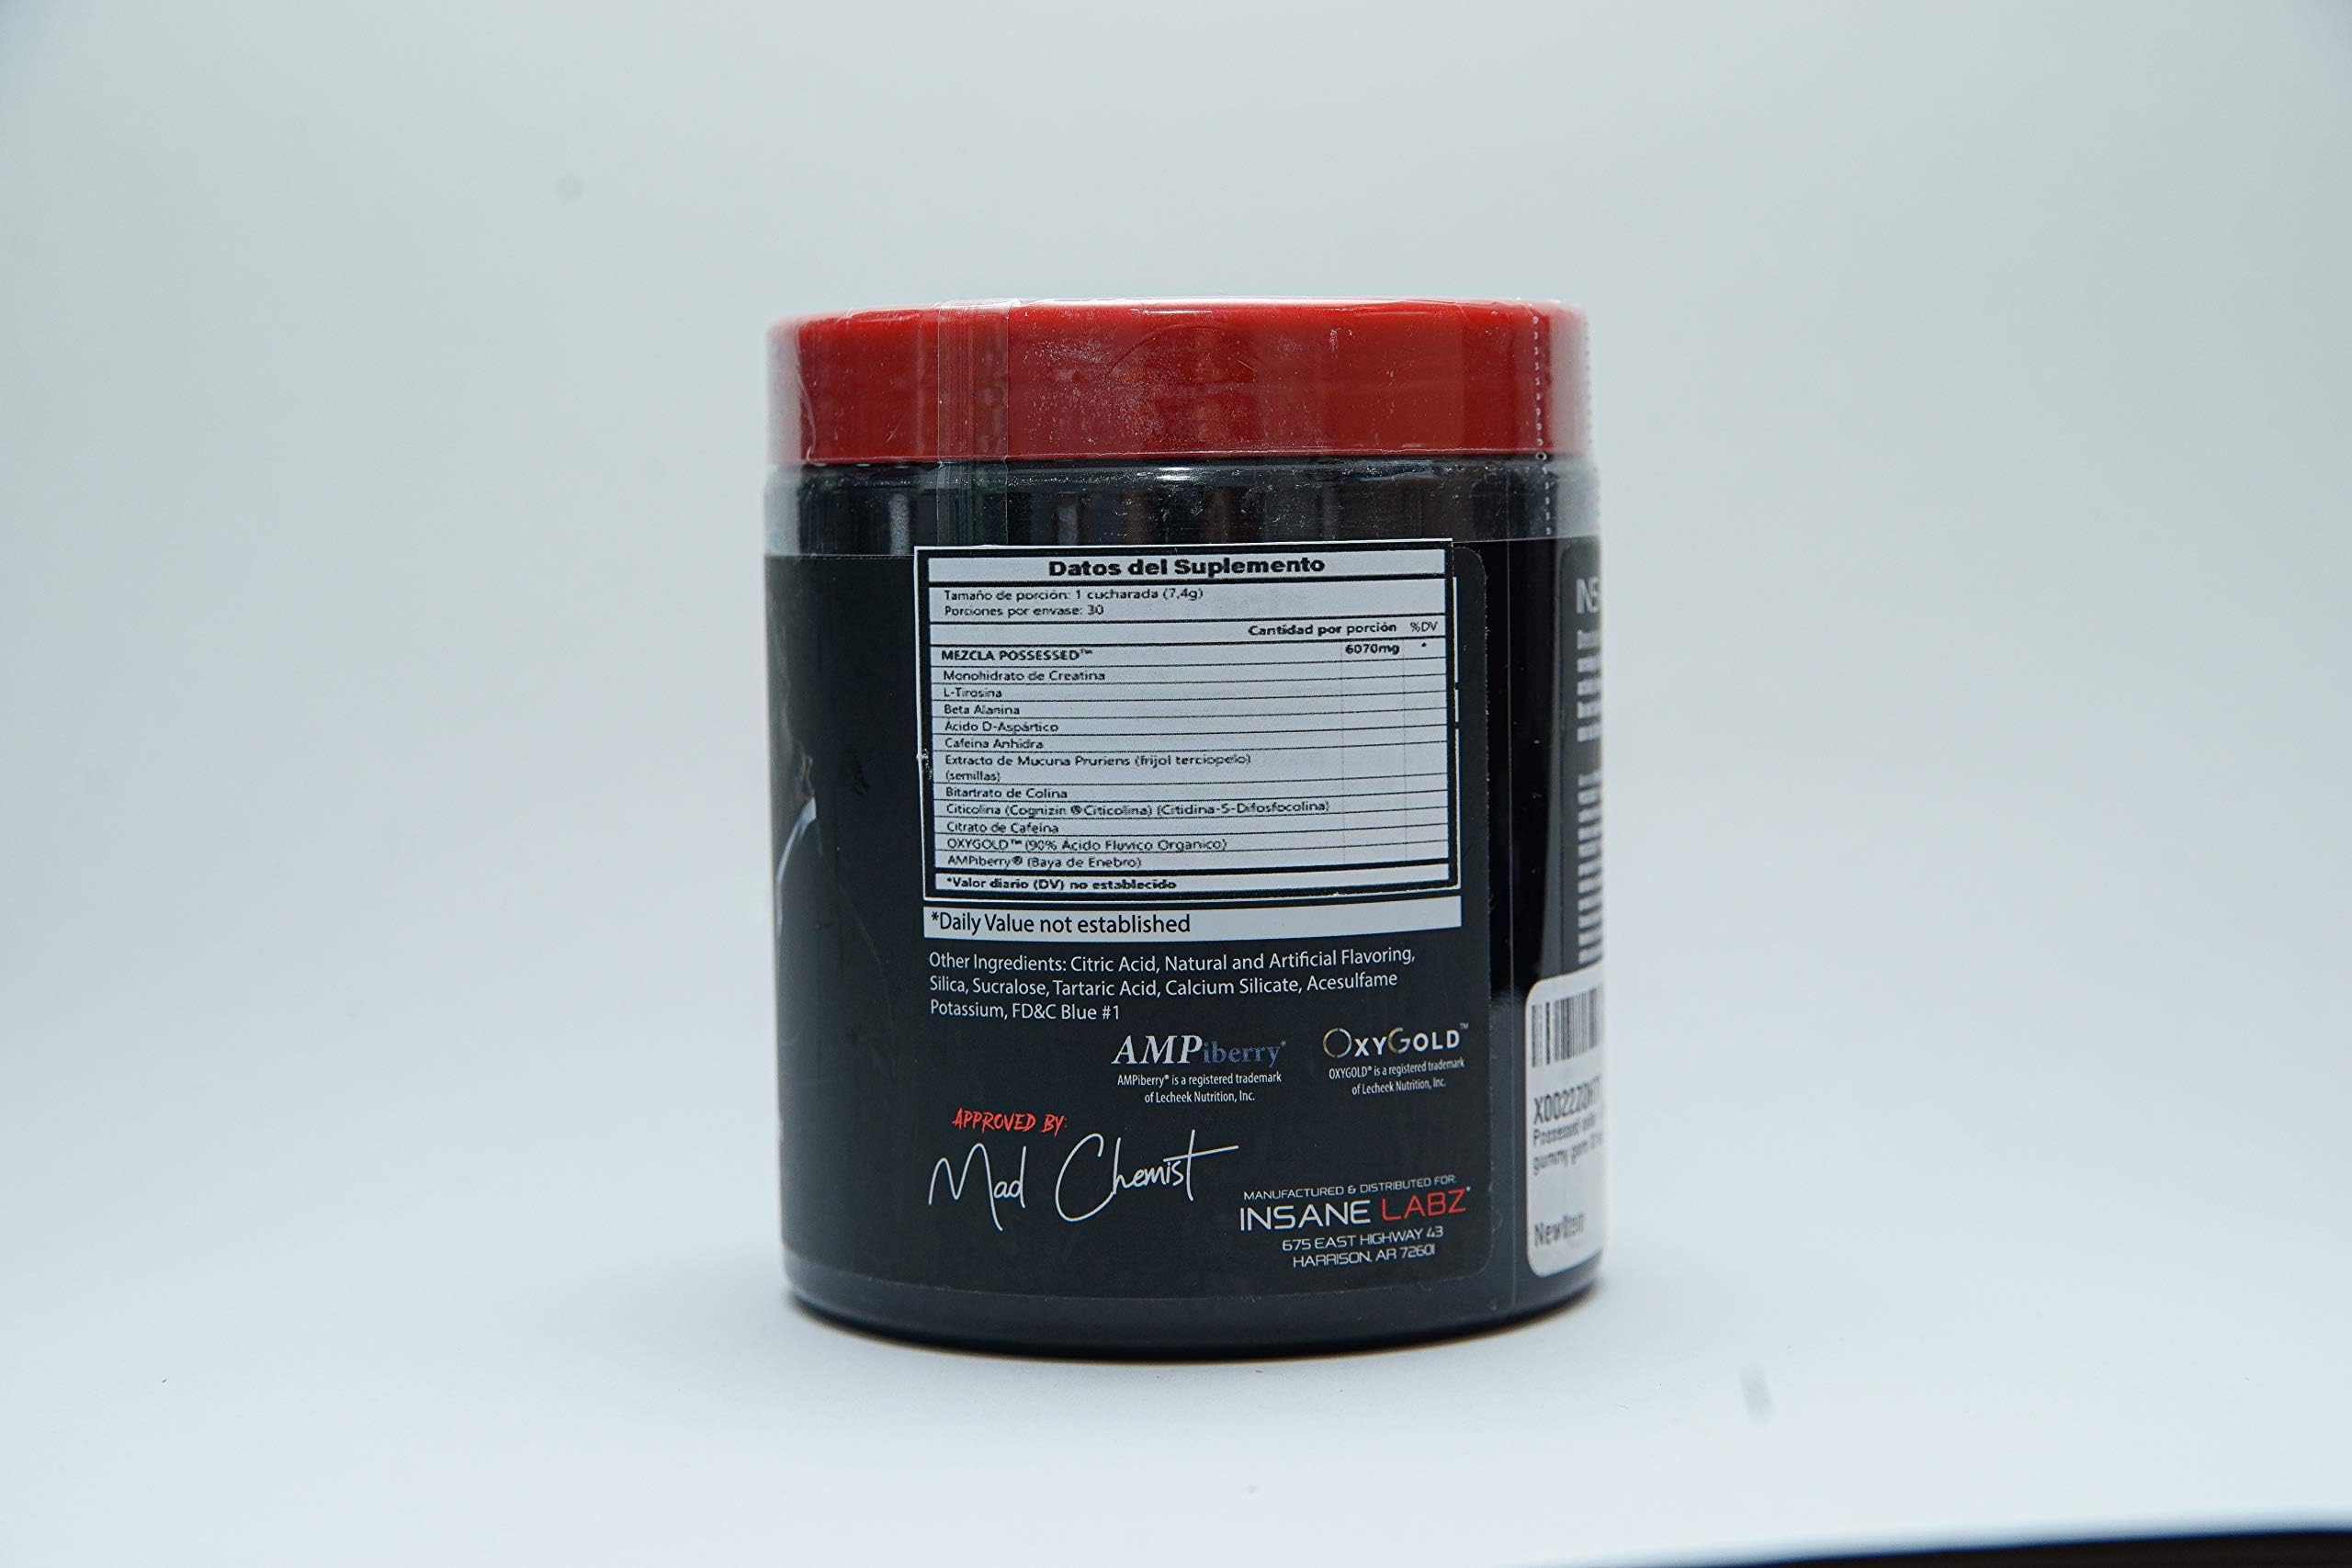 Datos del Suplemento
Tamaño de porción: 1 cucharada (7,4g)
Porciones por envase: 30
Cantidad por porción %DV
MEZCLA POSSESSED™ 6070mg *
Monohidrato de Creatina
L-Tirosina
Beta Alanina
Ácido D-Aspártico
Cafeina Anhidra
Extracto de Mucuna Pruriens (frijol terciopelo)
(semillas)
Bitartrato de Colina
Citicolina (Cognizin ®Citicolina) (Citidina-5-Difosfocolina)
Citrato de Cafeína
OXYGOLD™ (90% Ácido Fluvico Organico)
AMPiberry® (Baya de Enebro)
*Valor diario (DV) no establecido
*Daily Value not established
Other Ingredients: Citric Acid, Natural and Artificial Flavoring,
Silica, Sucralose, Tartaric Acid, Calcium Silicate, Acesulfame
Potassium, FD&C Blue #1
AMPiberry®
AMPiberry® is a registered trademark
of Lecheek Nutrition, Inc.
OXYGOLD™
OXYGOLD® is a registered trademark
of Lecheek Nutrition, Inc.
APPROVED BY:
Mad Chemist
MANUFACTURED & DISTRIBUTED FOR:
INSANE LABZ®
675 EAST HIGHWAY 43
HARRISON, AR 72601
Possessed
gummy
New